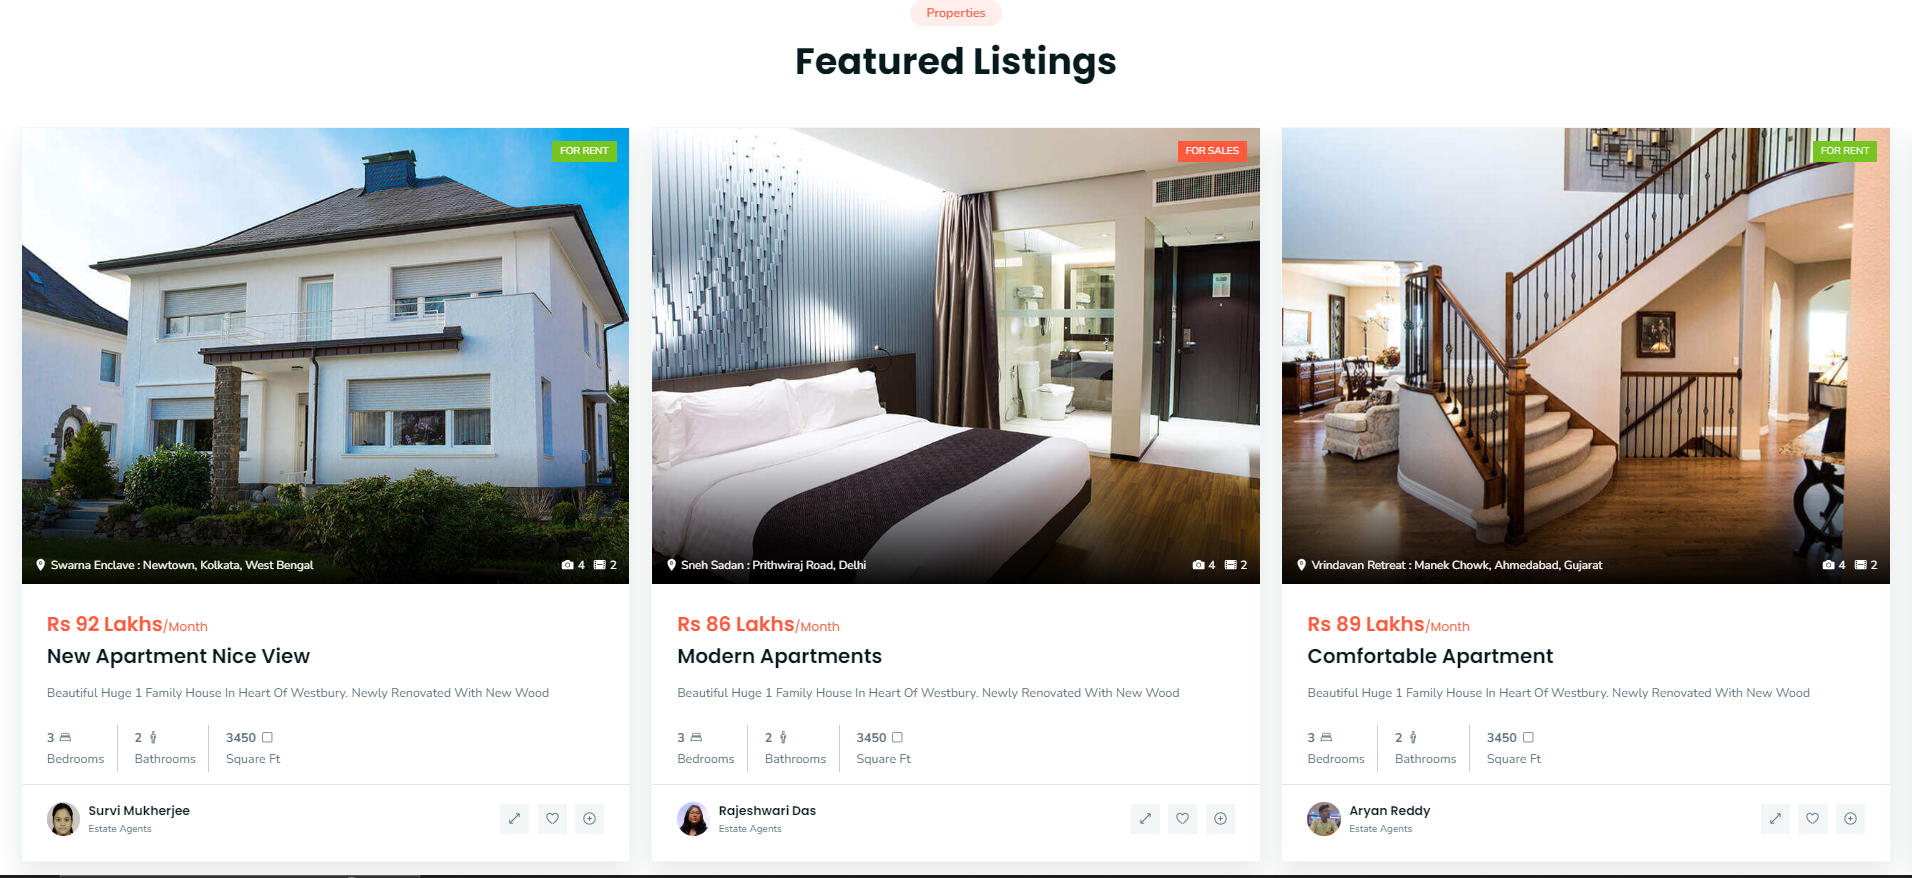 Properties
Featured Listings
FOR RENT
Swarna Enclave : Newtown, Kolkata, West Bengal
4 2
Rs 92 Lakhs/Month
New Apartment Nice View
Beautiful Huge 1 Family House In Heart Of Westbury. Newly Renovated With New Wood
3 2 3450
Bedrooms Bathrooms Square Ft
Survi Mukherjee
Estate Agents
FOR SALES
Sneh Sadan : Prithwiraj Road, Delhi
4 2
Rs 86 Lakhs/Month
Modern Apartments
Beautiful Huge 1 Family House In Heart Of Westbury. Newly Renovated With New Wood
3 2 3450
Bedrooms Bathrooms Square Ft
Rajeshwari Das
Estate Agents
FOR RENT
Vrindavan Retreat : Manek Chowk, Ahmedabad, Gujarat
4 2
Rs 89 Lakhs/Month
Comfortable Apartment
Beautiful Huge 1 Family House In Heart Of Westbury. Newly Renovated With New Wood
3 2 3450
Bedrooms Bathrooms Square Ft
Aryan Reddy
Estate Agents